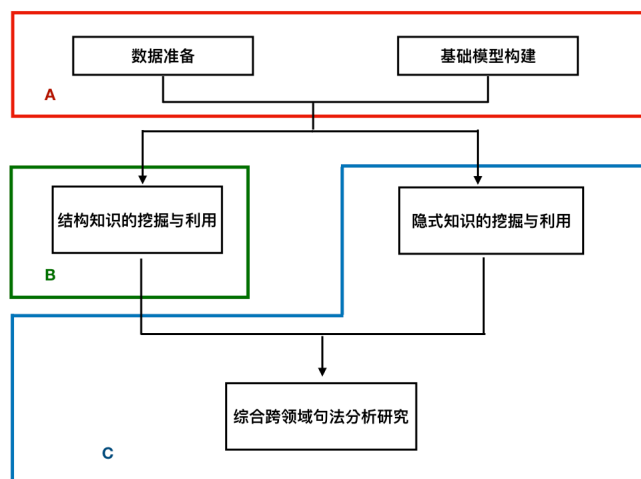 数据准备
基础模型构建
A
结构知识的挖掘与利用
隐式知识的挖掘与利用
B
综合跨领域句法分析研究
C